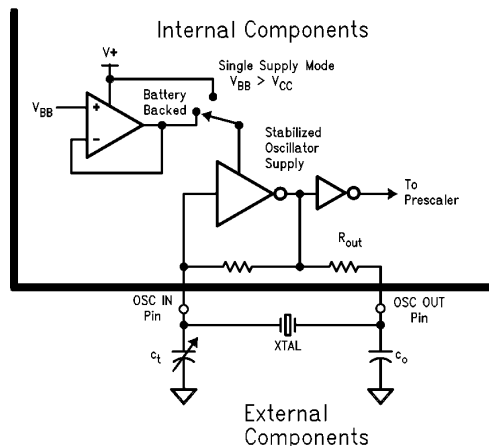 Internal Components
V+
Single Supply Mode
VBB > VCC
Battery
Backed
VBB
+
-
Stabilized
Oscillator
Supply
To
Prescaler
Rout
OSC IN
Pin
OSC OUT
Pin
XTAL
ct
co
External
Components